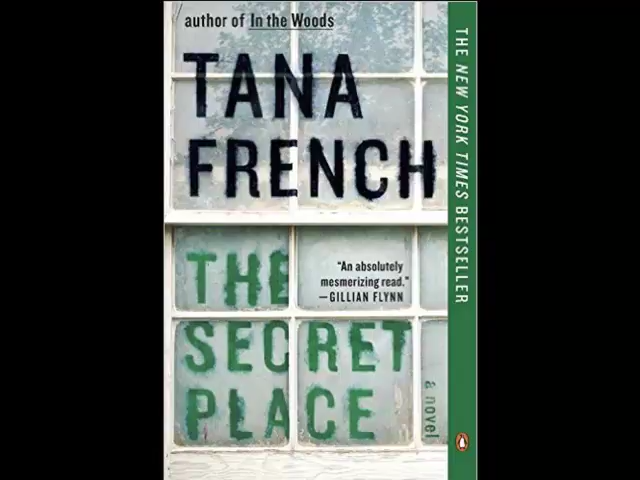 author of In the Woods
TANA
FRENCH
THE
"An absolutely
mesmerizing read."
—GILLIAN FLYNN
SECRET
PLACE
a novel
THE NEW YORK TIMES BESTSELLER